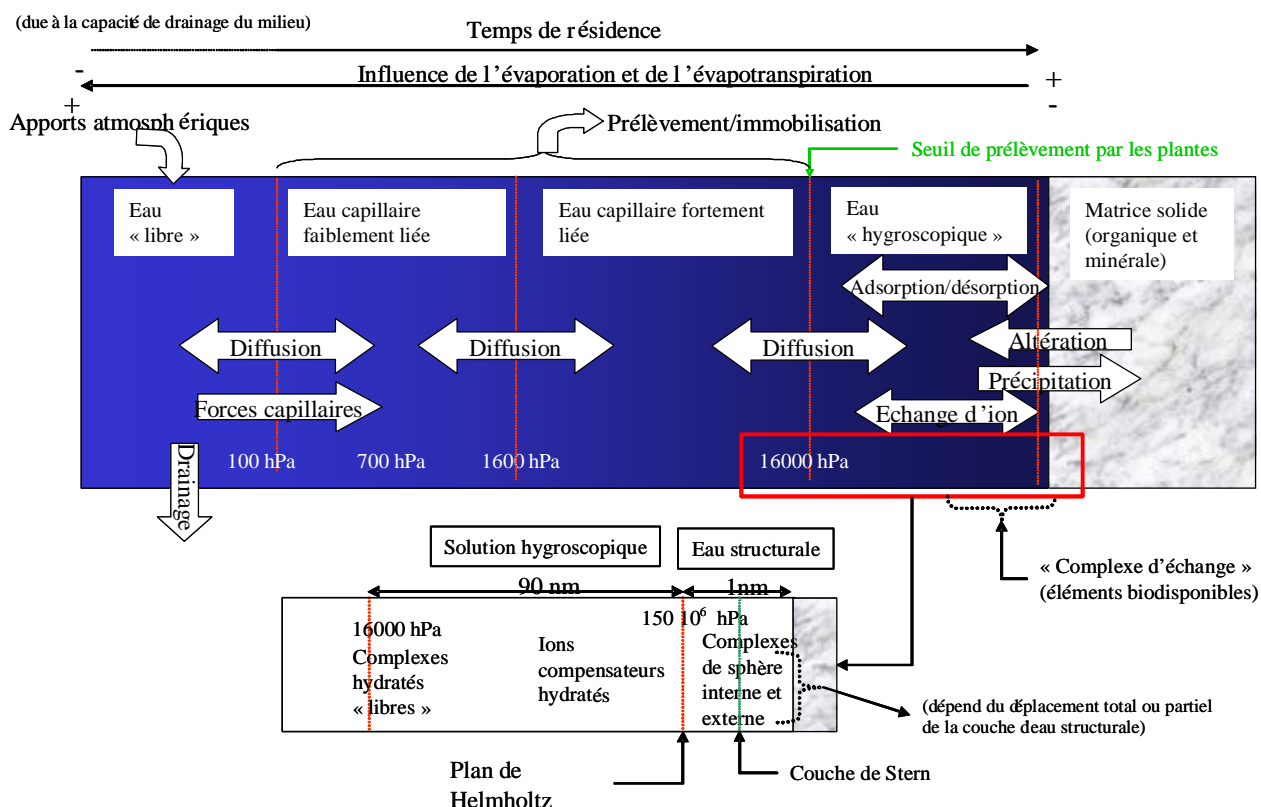 (due à la capacité de drainage du milieu)
Temps de résidence
-
Influence de l'évaporation et de l'évapotranspiration
+
+
-
Apports atmosphériques
Prélèvement/immobilisation
Seuil de prélèvement par les plantes
Eau
« libre »
Eau capillaire
faiblement liée
Eau capillaire fortement
liée
Eau
« hygroscopique »
Matrice solide
(organique et
minérale)
Adsorption/désorption
Diffusion
Diffusion
Diffusion
Altération
Précipitation
Forces capillaires
Echange d'ion
Drainage
100 hPa
700 hPa
1600 hPa
16000 hPa
Solution hygroscopique
Eau structurale
« Complexe d'échange »
(éléments biodisponibles)
90 nm
1nm
150 10⁶ hPa
16000 hPa
Complexes
hydratés
« libres »
Ions
compensateurs
hydratés
Complexes
de sphère
interne et
externe
(dépend du déplacement total ou partiel
de la couche d'eau structurale)
Plan de
Helmholtz
Couche de Stern